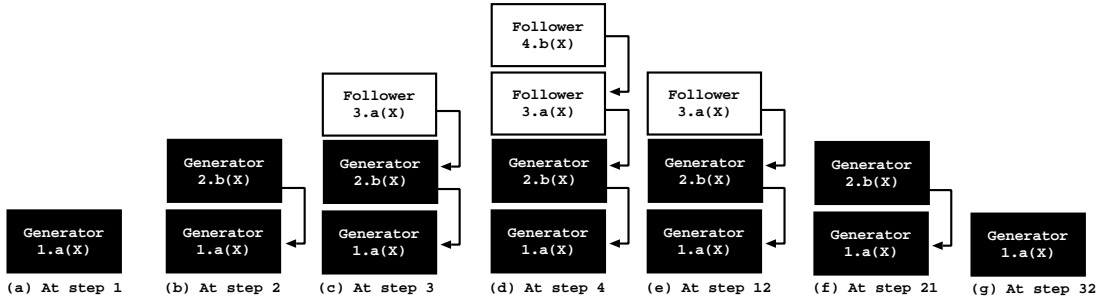 Follower
4.b(X)
Follower
3.a(X)
Follower
3.a(X)
Follower
3.a(X)
Generator
2.b(X)
Generator
2.b(X)
Generator
2.b(X)
Generator
2.b(X)
Generator
2.b(X)
Generator
1.a(X)
Generator
1.a(X)
Generator
1.a(X)
Generator
1.a(X)
Generator
1.a(X)
Generator
1.a(X)
Generator
1.a(X)
(a) At step 1
(b) At step 2
(c) At step 3
(d) At step 4
(e) At step 12
(f) At step 21
(g) At step 32